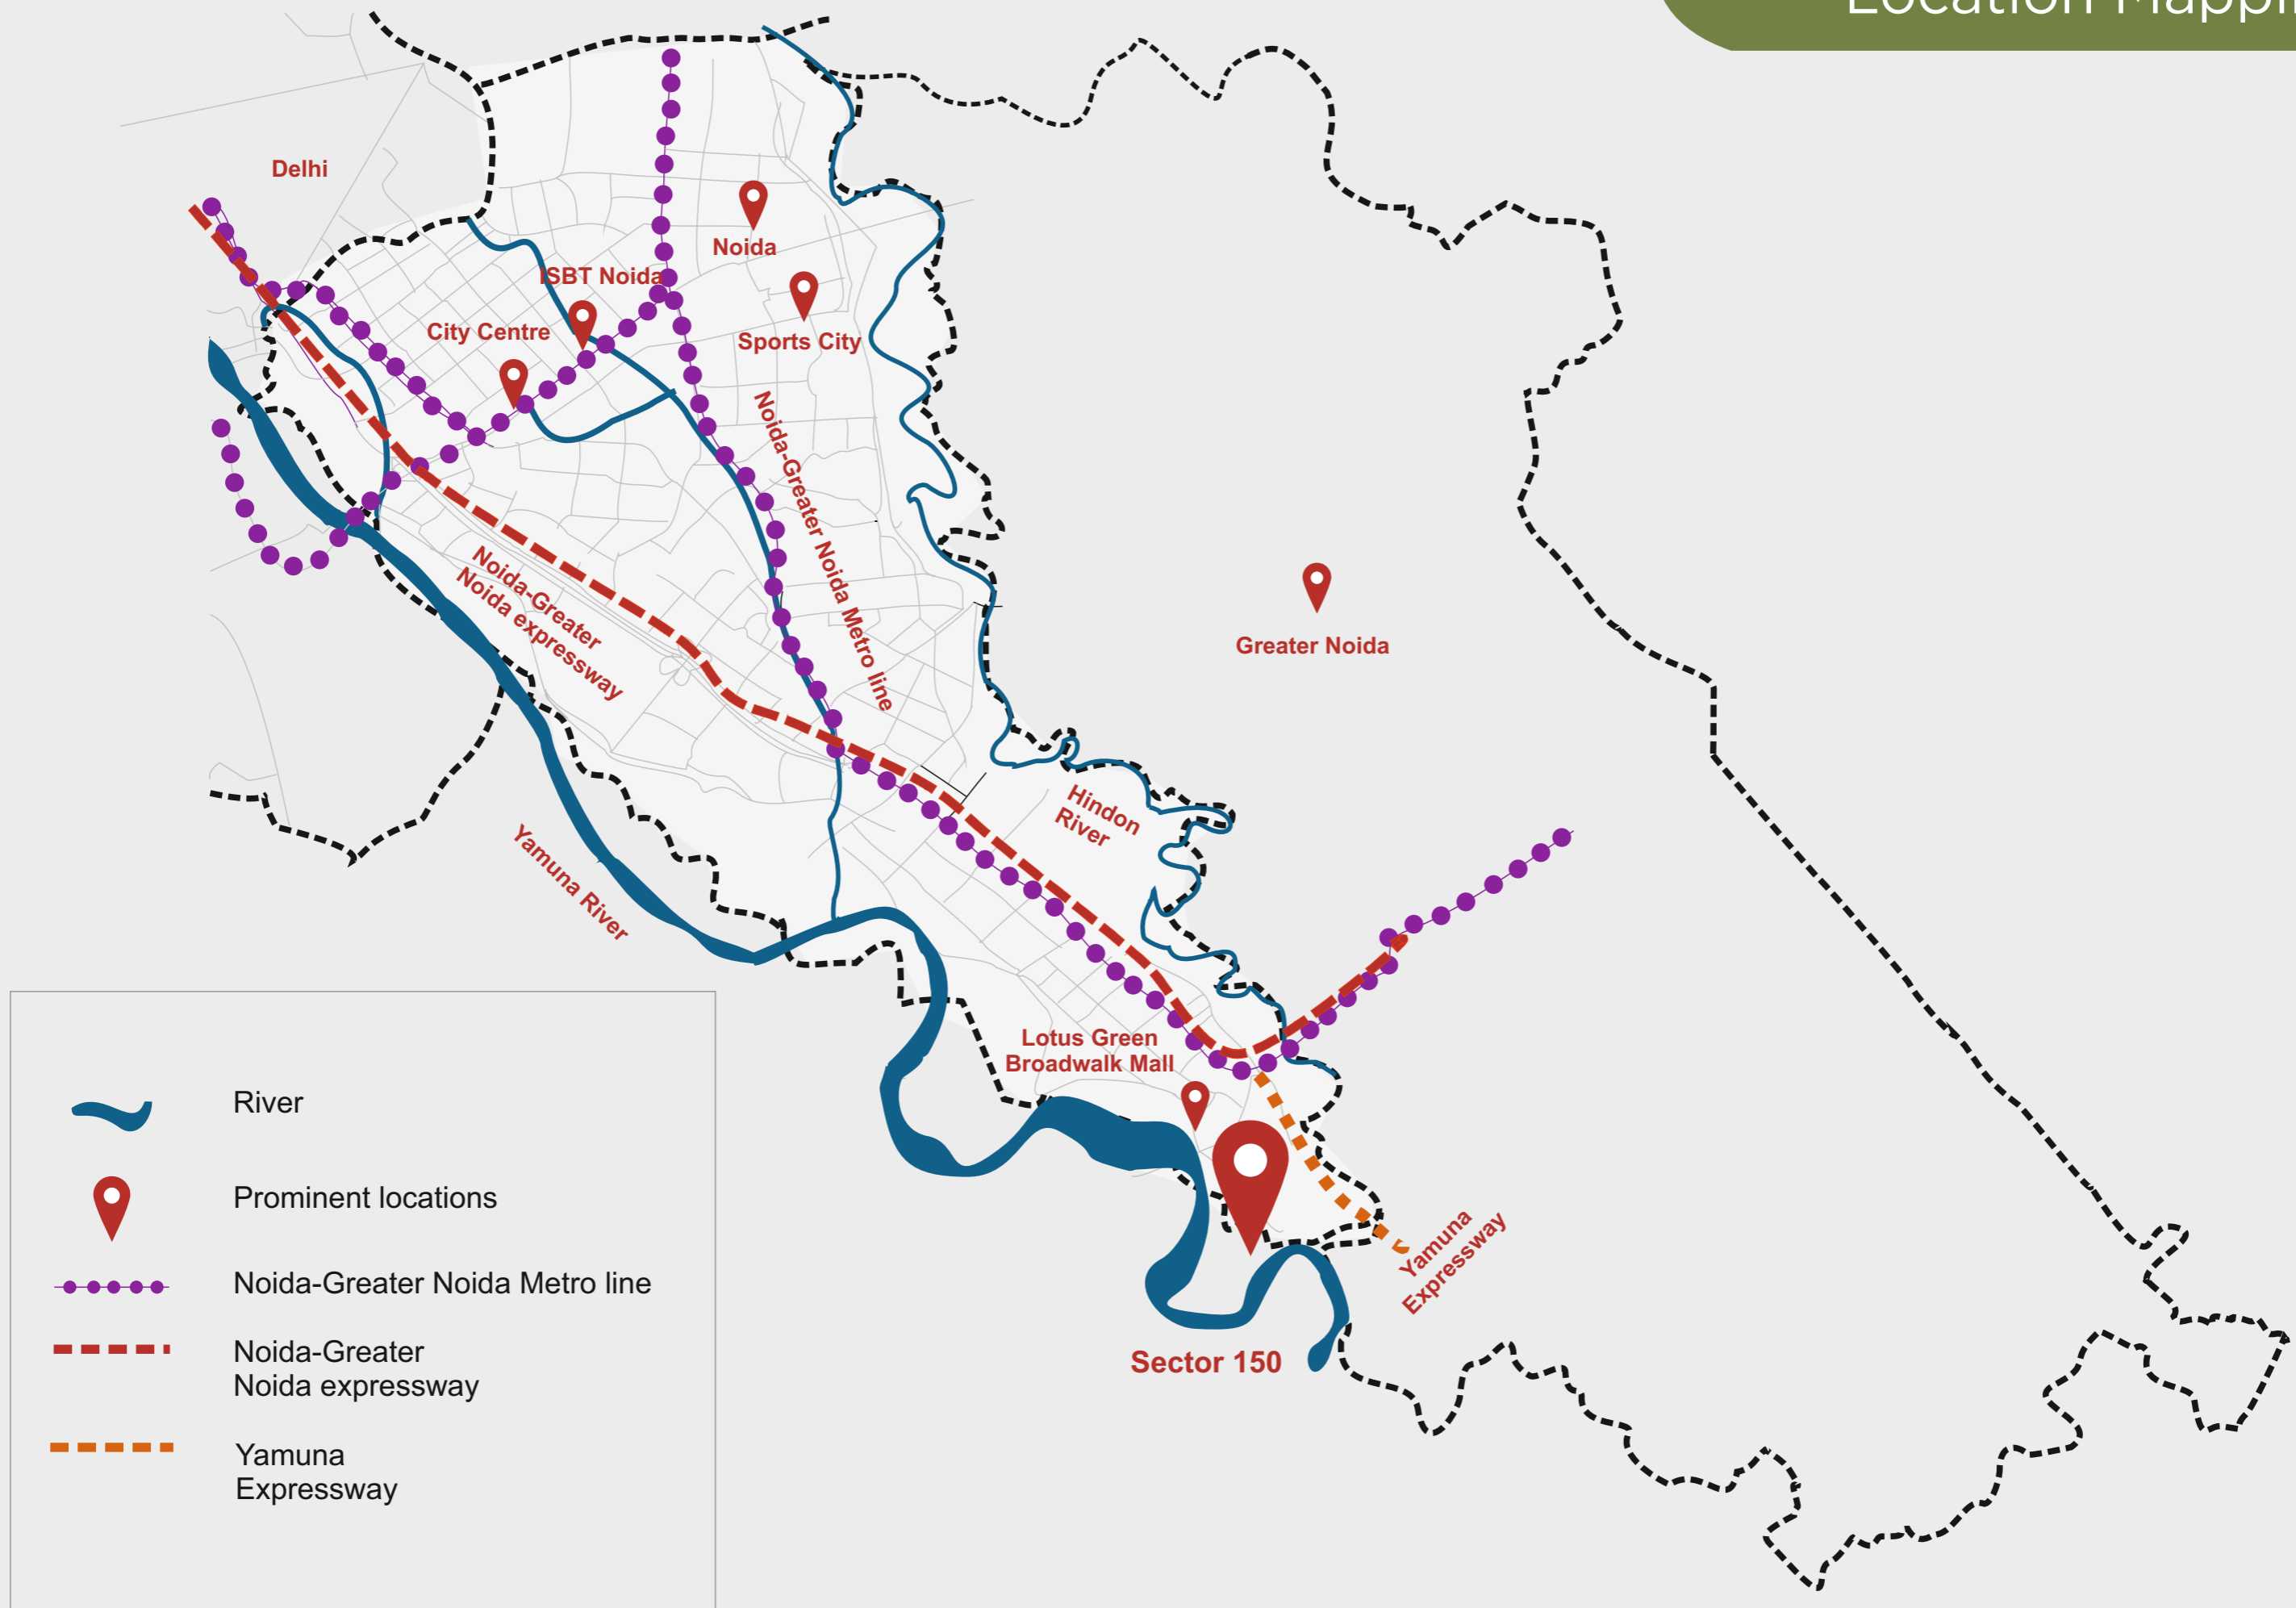 Location Mappin
Delhi
Noida
ISBT Noida
City Centre
Sports City
Noida-Greater Noida Metro line
Noida-Greater
Noida expressway
Greater Noida
Hindon
River
Yamuna River
Lotus Green
Broadwalk Mall
Yamuna
Expressway
Sector 150
River
Prominent locations
Noida-Greater Noida Metro line
Noida-Greater
Noida expressway
Yamuna
Expressway